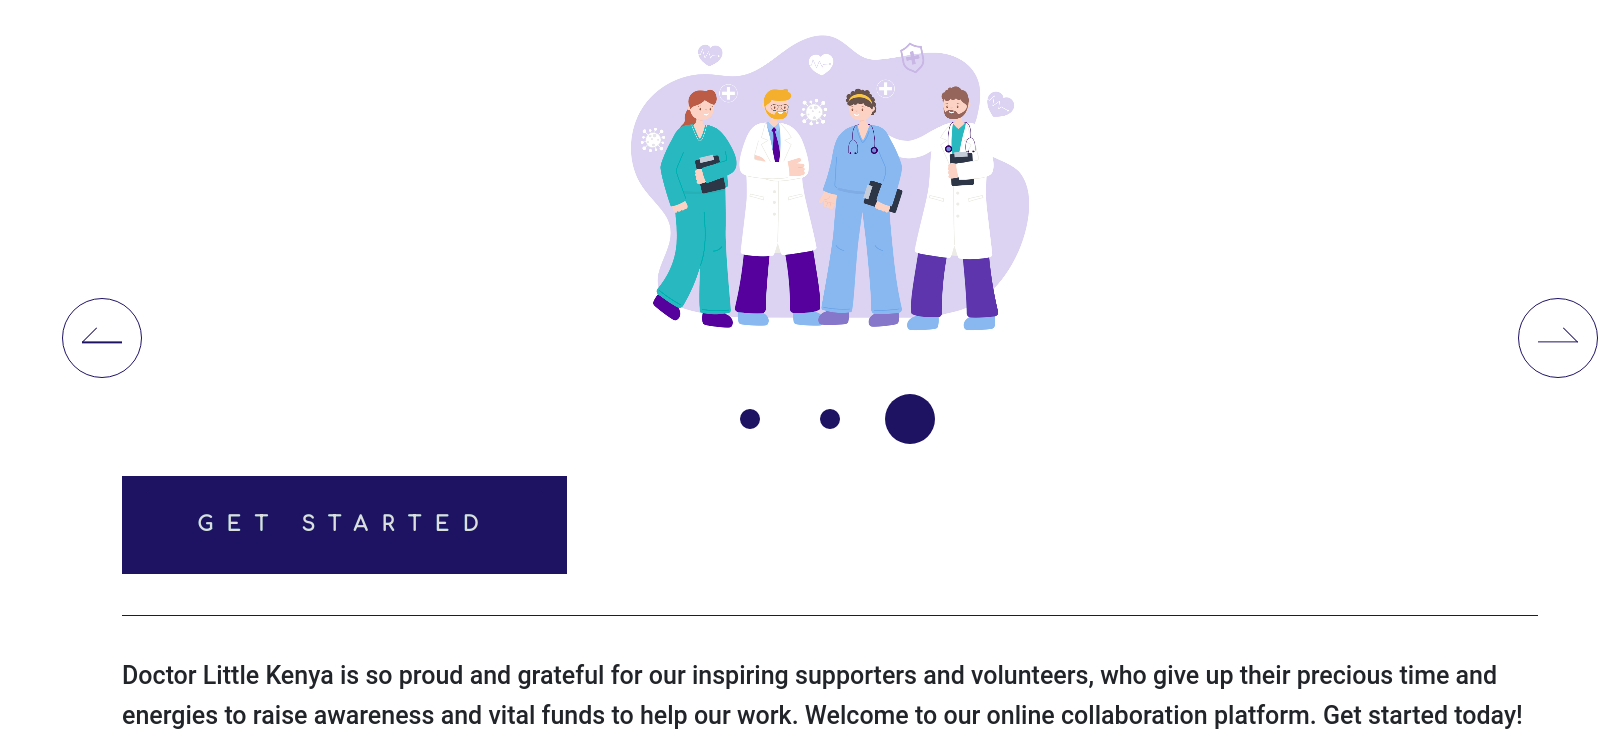 GET STARTED
Doctor Little Kenya is so proud and grateful for our inspiring supporters and volunteers, who give up their precious time and
energies to raise awareness and vital funds to help our work. Welcome to our online collaboration platform. Get started today!